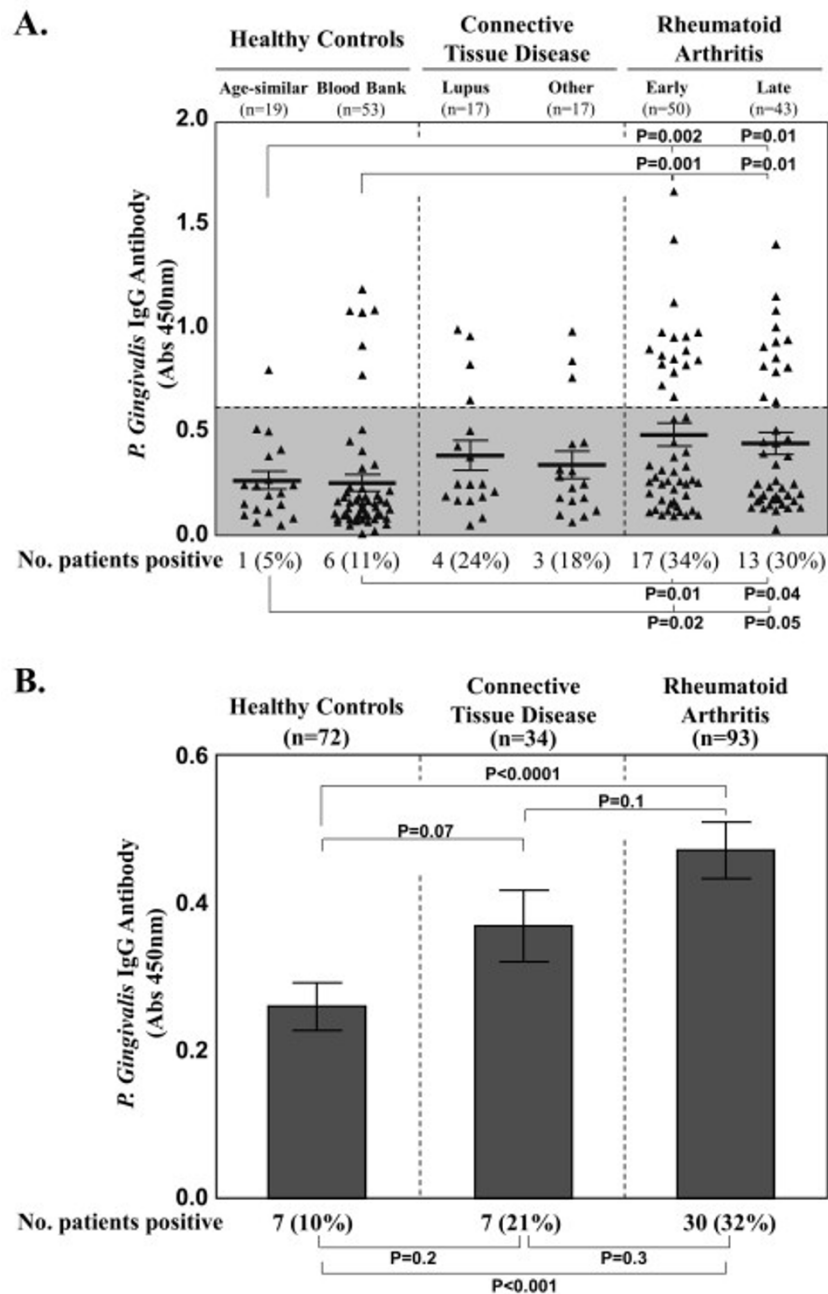 A.
Healthy Controls
Connective
Tissue Disease
Rheumatoid
Arthritis
Age-similar Blood Bank Lupus Other Early Late
(n=19) (n=53) (n=17) (n=17) (n=50) (n=43)
P. Gingivalis IgG Antibody
(Abs 450nm)
2.0
1.5
1.0
0.5
0.0
P=0.002 P=0.01
P=0.001 P=0.01
No. patients positive 1 (5%) 6 (11%) 4 (24%) 3 (18%) 17 (34%) 13 (30%)
P=0.01 P=0.04
P=0.02 P=0.05
B.
Healthy Controls
(n=72)
Connective
Tissue Disease
(n=34)
Rheumatoid
Arthritis
(n=93)
P. Gingivalis IgG Antibody
(Abs 450nm)
0.6
0.4
0.2
0.0
P<0.0001
P=0.1
P=0.07
No. patients positive 7 (10%) 7 (21%) 30 (32%)
P=0.2 P=0.3
P<0.001